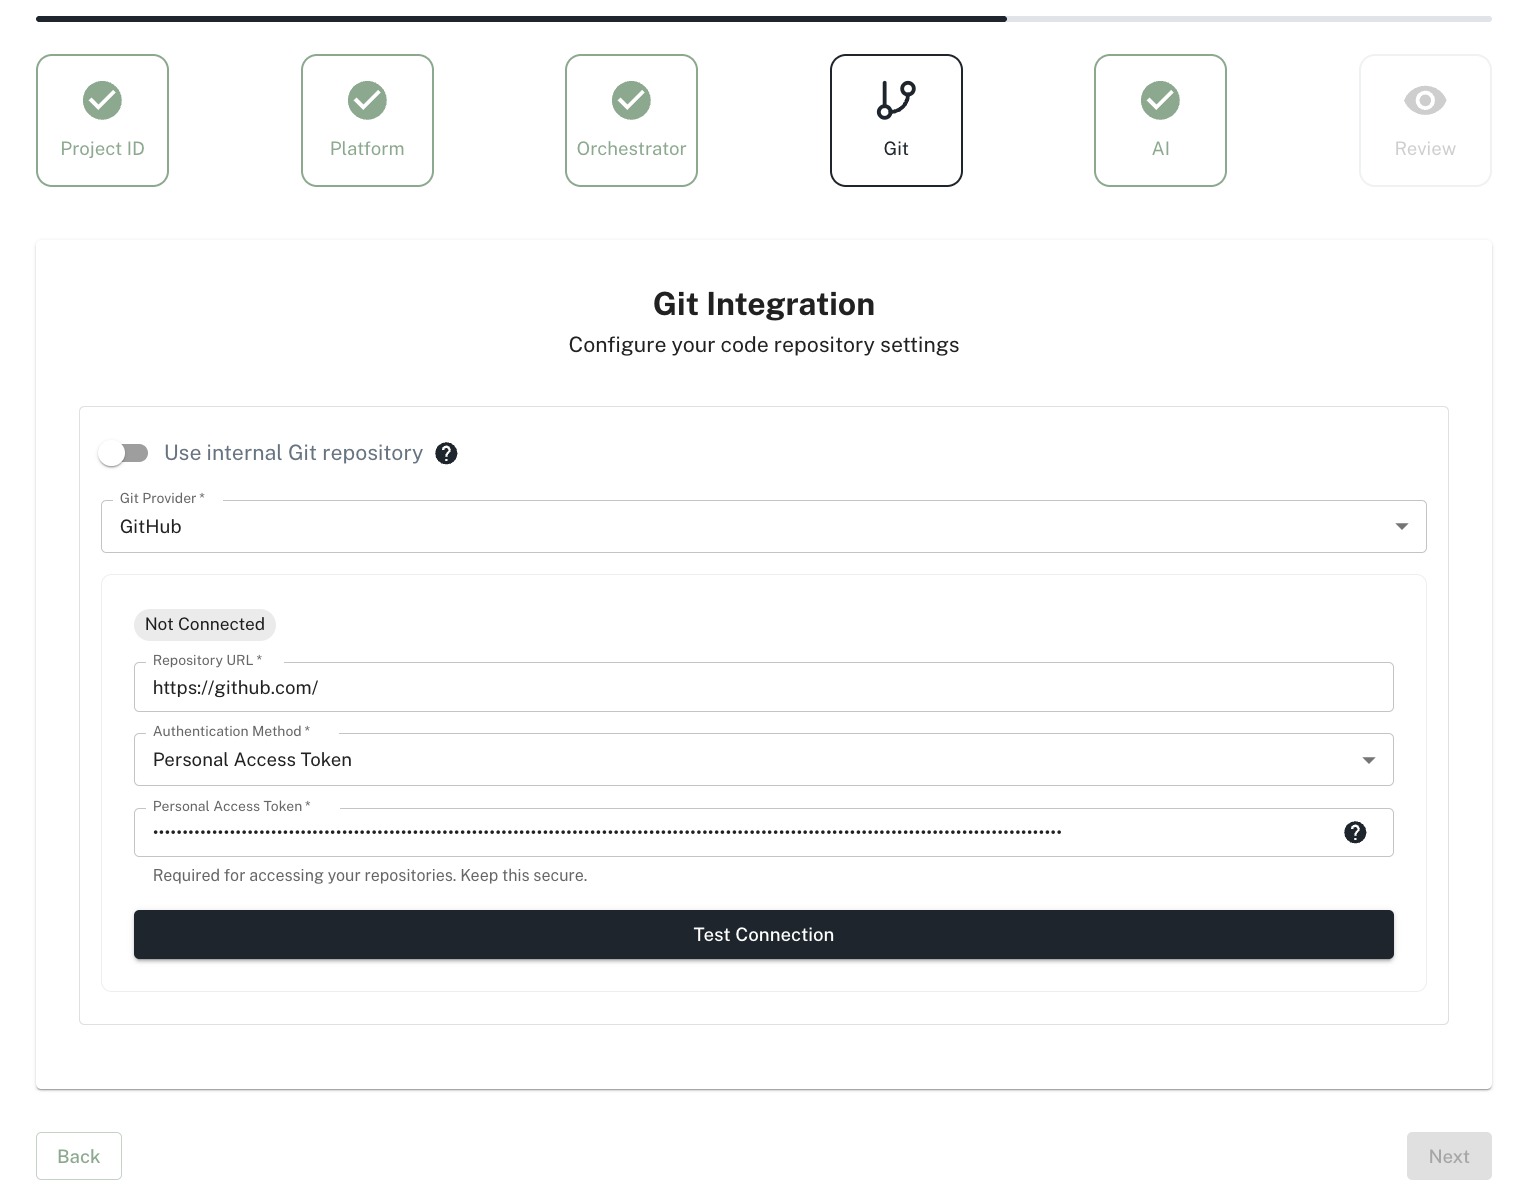 Project ID
Platform
Orchestrator
Git
AI
Review
Git Integration
Configure your code repository settings
Use internal Git repository ?
Git Provider *
GitHub
Not Connected
Repository URL *
https://github.com/
Authentication Method *
Personal Access Token
Personal Access Token *
?
Required for accessing your repositories. Keep this secure.
Test Connection
Back
Next